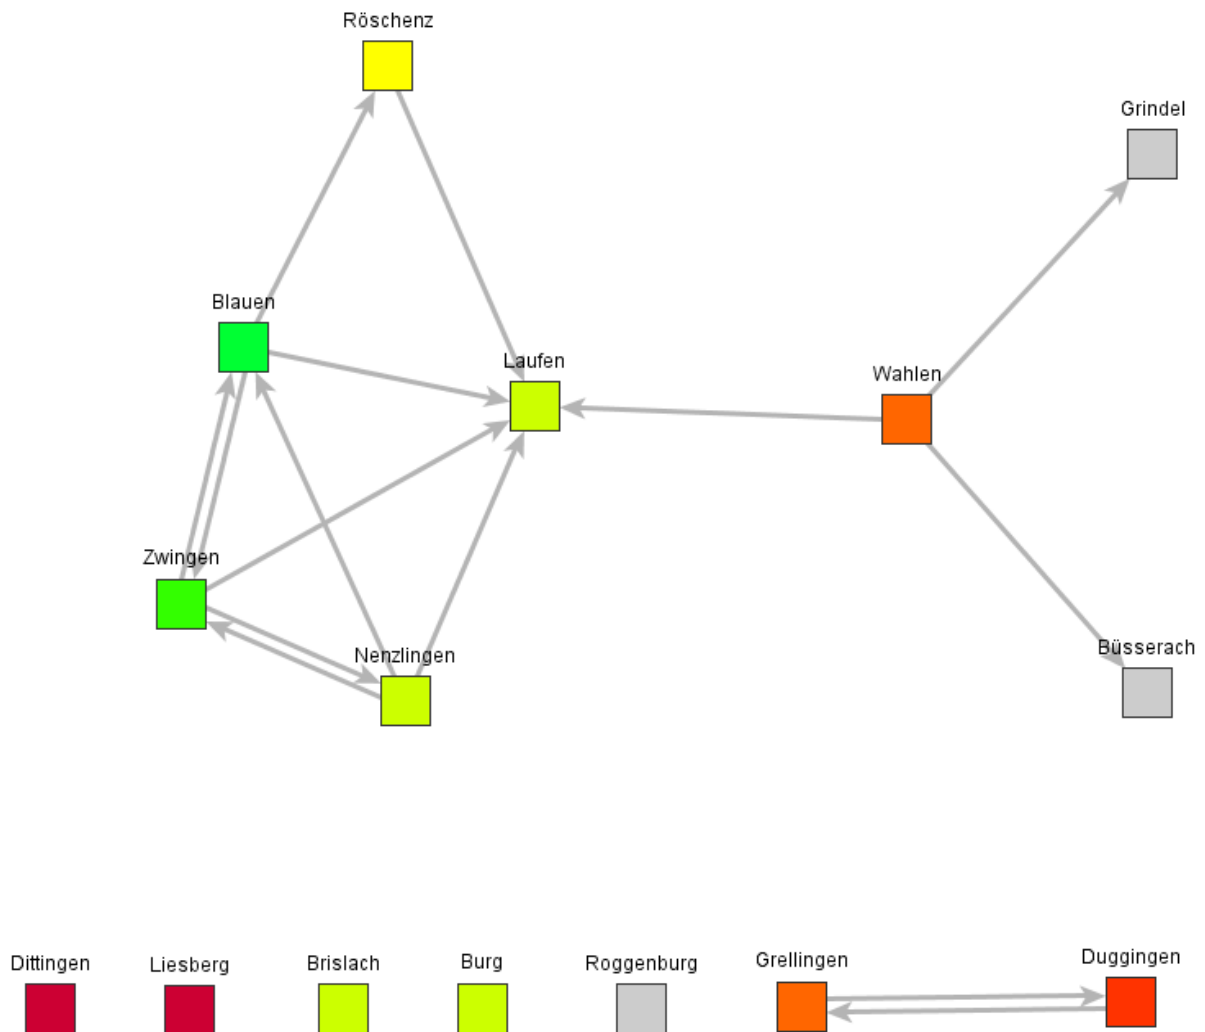 Röschenz
Grindel
Blauen
Laufen
Wahlen
Zwingen
Nenzlingen
Büsserach
Dittingen
Liesberg
Brislach
Burg
Roggenburg
Grellingen
Duggingen